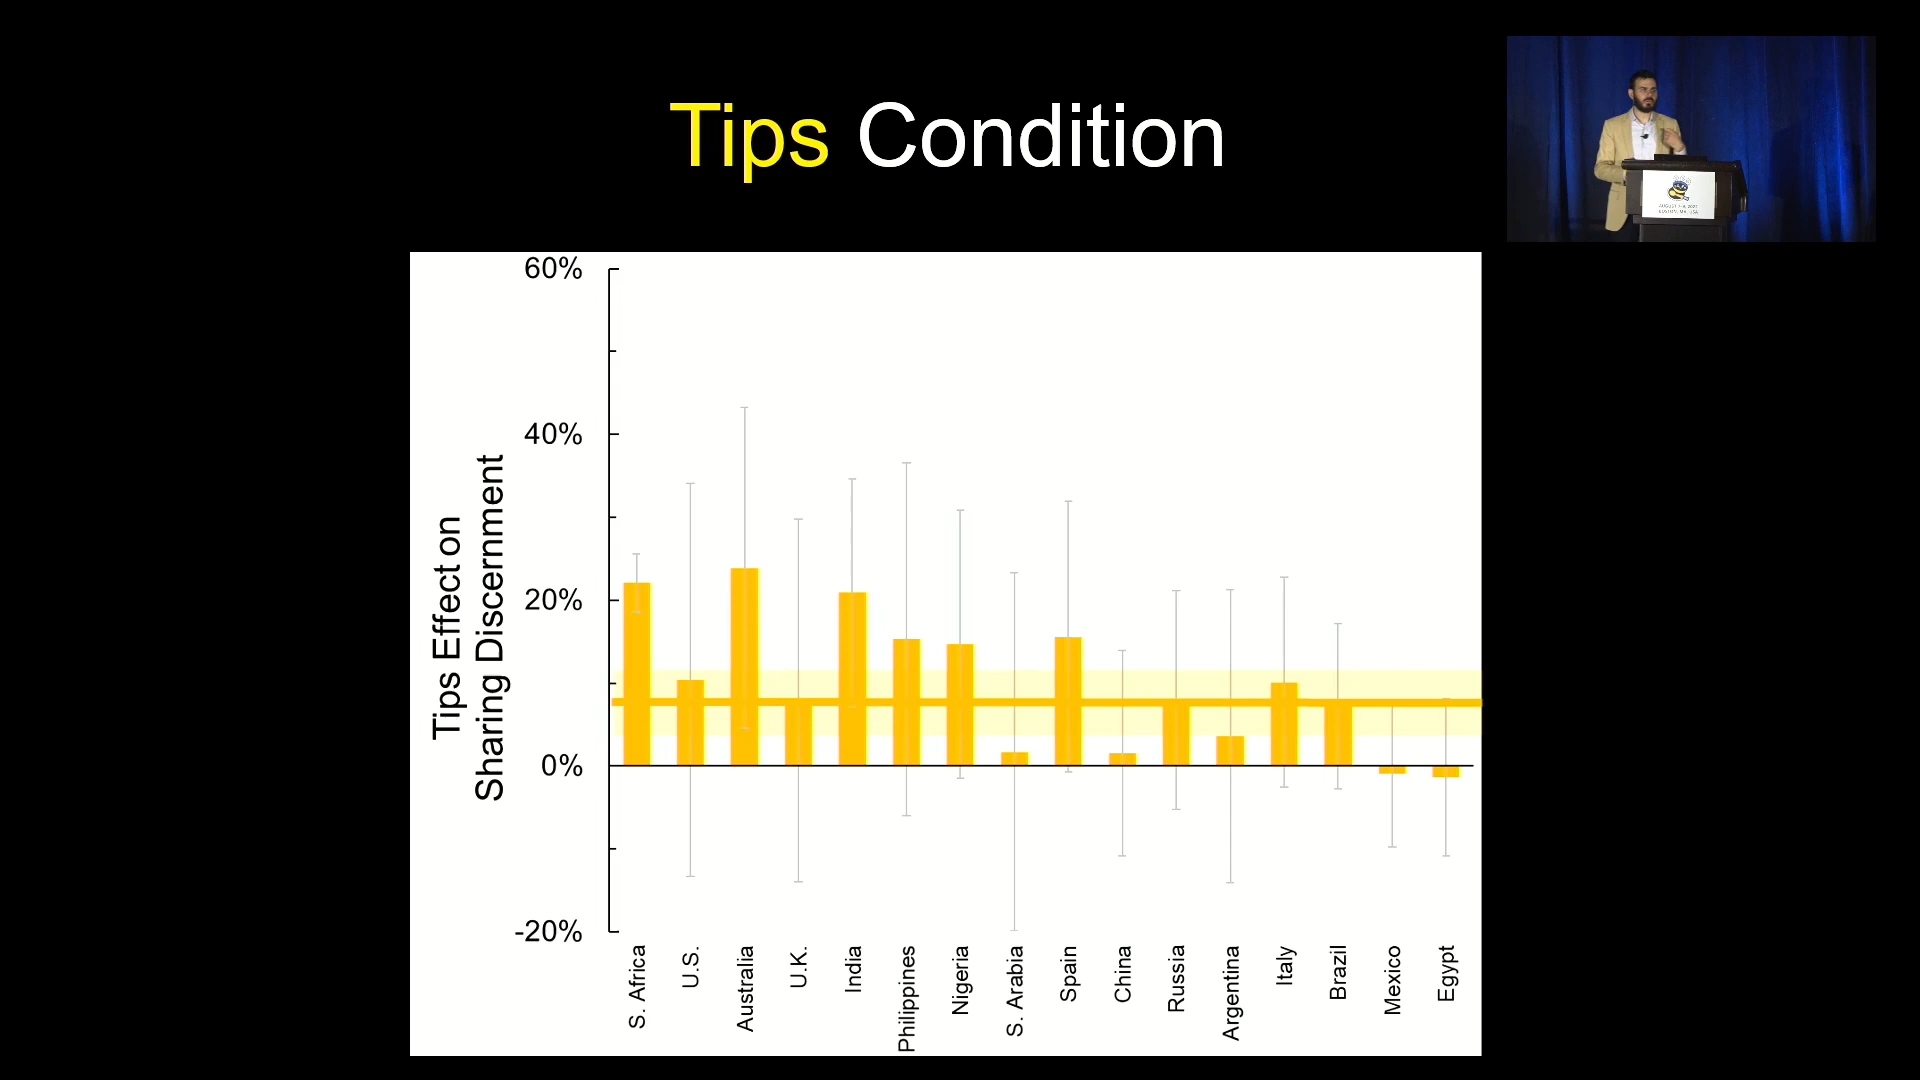 Tips Condition
60%
40%
20%
0%
-20%
Tips Effect on
Sharing Discernment
S. Africa
U.S.
Australia
U.K.
India
Philippines
Nigeria
S. Arabia
Spain
China
Russia
Argentina
Italy
Brazil
Mexico
Egypt